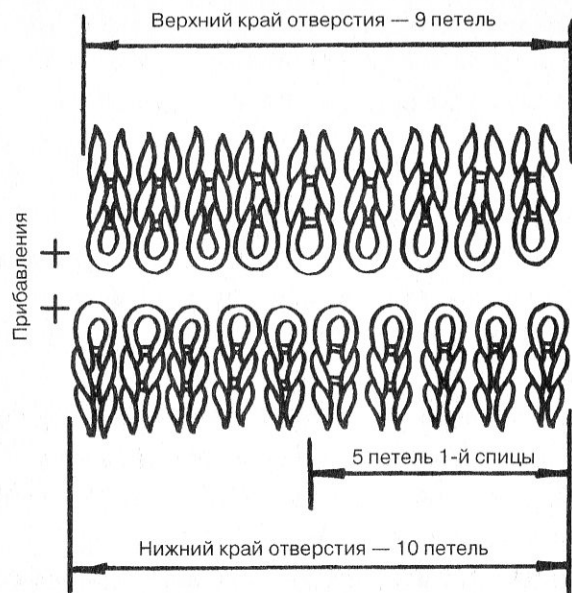 Верхний край отверстия — 9 петель
Прибавления
+
+
5 петель 1-й спицы
Нижний край отверстия — 10 петель